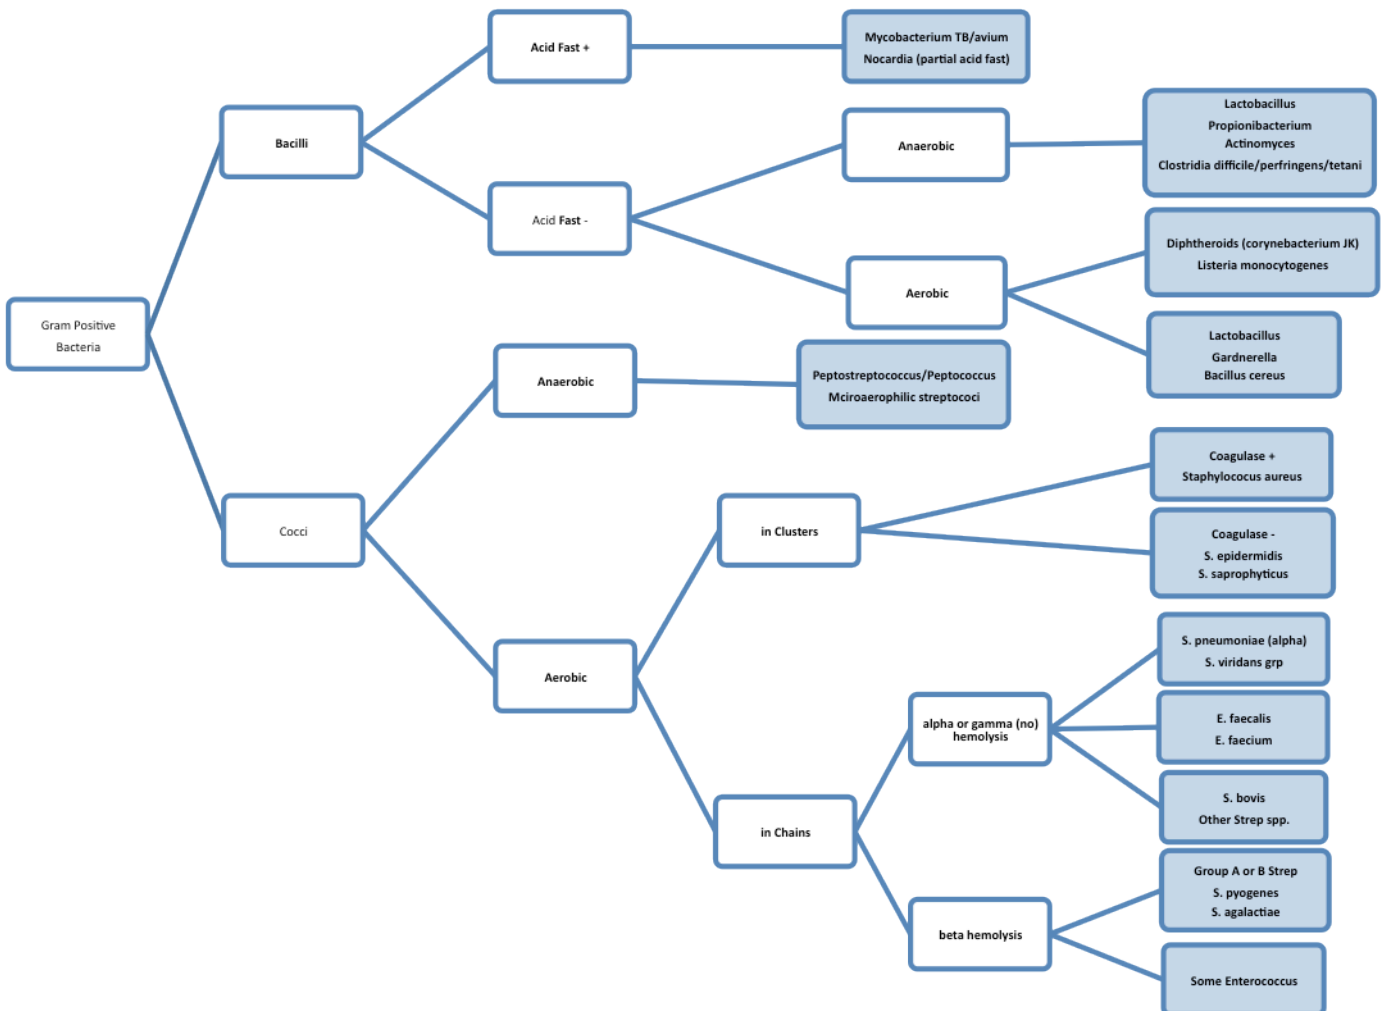 Acid Fast +
Mycobacterium TB/avium
Nocardia (partial acid fast)
Bacilli
Anaerobic
Lactobacillus
Propionibacterium
Actinomyces
Clostridia difficile/perfringens/tetani
Acid Fast -
Aerobic
Diphtheroids (corynebacterium JK)
Listeria monocytogenes
Lactobacillus
Gardnerella
Bacillus cereus
Gram Positive
Bacteria
Anaerobic
Peptostreptococcus/Peptococcus
Mciroaerophilic streptococi
Cocci
in Clusters
Coagulase +
Staphylococus aureus
Coagulase -
S. epidermidis
S. saprophyticus
Aerobic
alpha or gamma (no)
hemolysis
S. pneumoniae (alpha)
S. viridans grp
E. faecalis
E. faecium
S. bovis
Other Strep spp.
in Chains
beta hemolysis
Group A or B Strep
S. pyogenes
S. agalactiae
Some Enterococcus